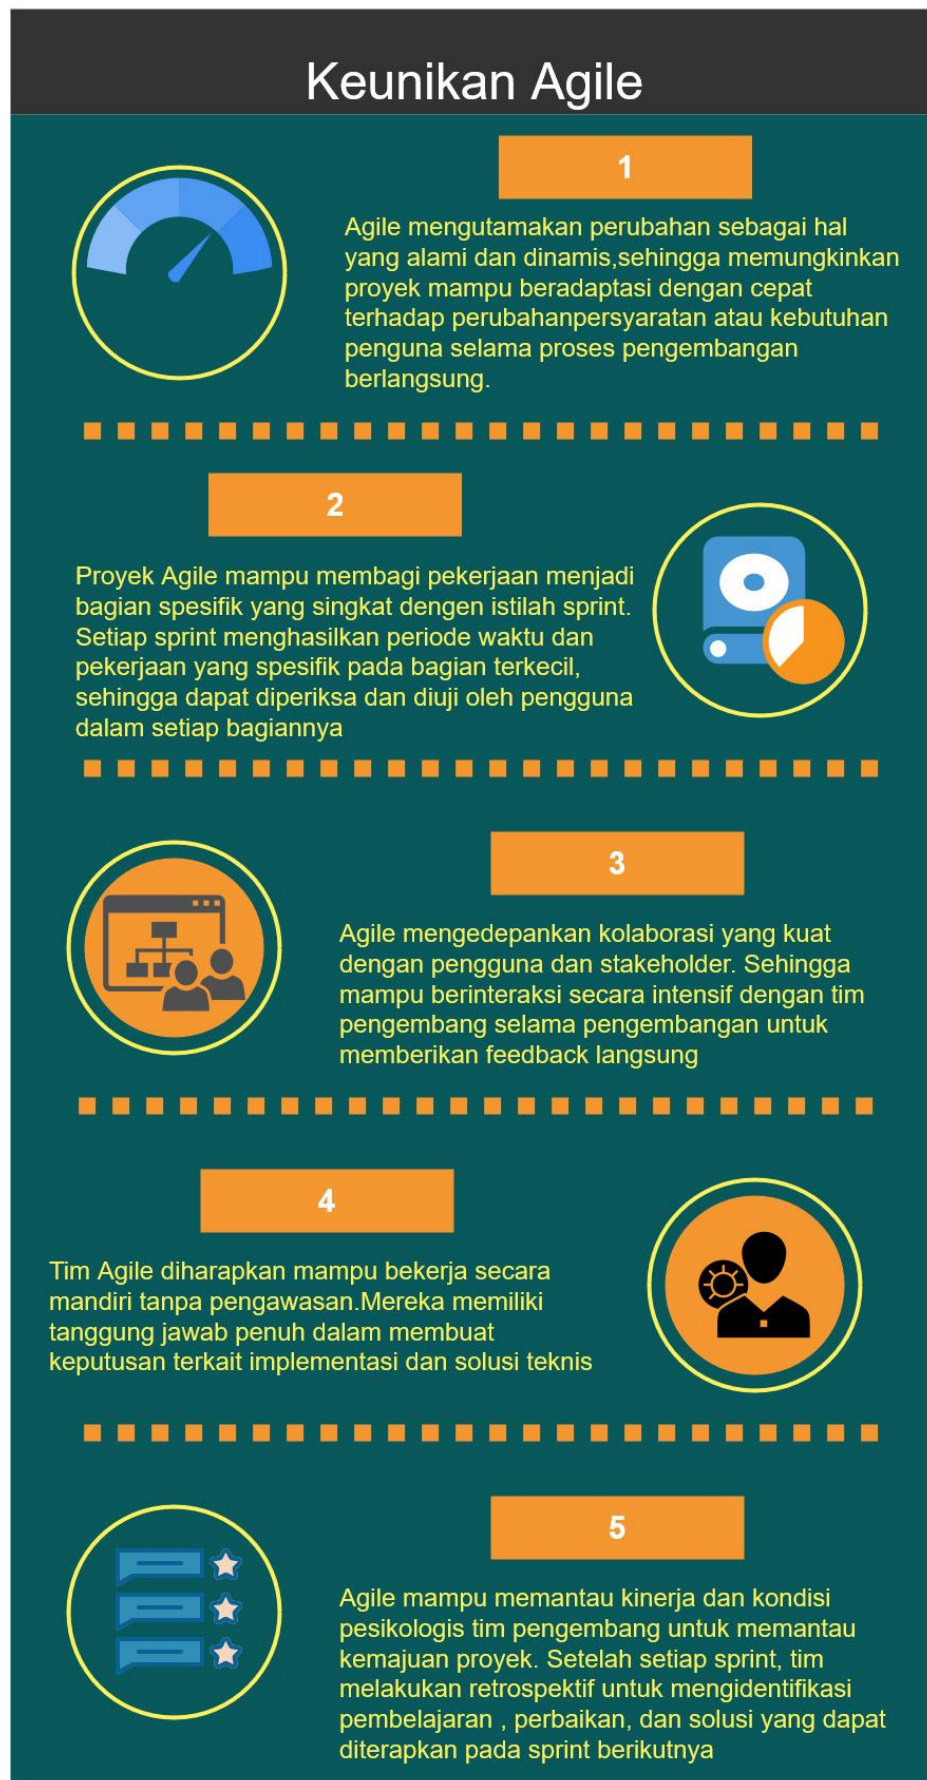 Keunikan Agile
1
Agile mengutamakan perubahan sebagai hal
yang alami dan dinamis,sehingga memungkinkan
proyek mampu beradaptasi dengan cepat
terhadap perubahanpersyaratan atau kebutuhan
penguna selama proses pengembangan
berlangsung.
2
Proyek Agile mampu membagi pekerjaan menjadi
bagian spesifik yang singkat dengen istilah sprint.
Setiap sprint menghasilkan periode waktu dan
pekerjaan yang spesifik pada bagian terkecil,
sehingga dapat diperiksa dan diuji oleh pengguna
dalam setiap bagiannya
3
Agile mengedepankan kolaborasi yang kuat
dengan pengguna dan stakeholder. Sehingga
mampu berinteraksi secara intensif dengan tim
pengembang selama pengembangan untuk
memberikan feedback langsung
4
Tim Agile diharapkan mampu bekerja secara
mandiri tanpa pengawasan.Mereka memiliki
tanggung jawab penuh dalam membuat
keputusan terkait implementasi dan solusi teknis
5
Agile mampu memantau kinerja dan kondisi
pesikologis tim pengembang untuk memantau
kemajuan proyek. Setelah setiap sprint, tim
melakukan retrospektif untuk mengidentifikasi
pembelajaran , perbaikan, dan solusi yang dapat
diterapkan pada sprint berikutnya